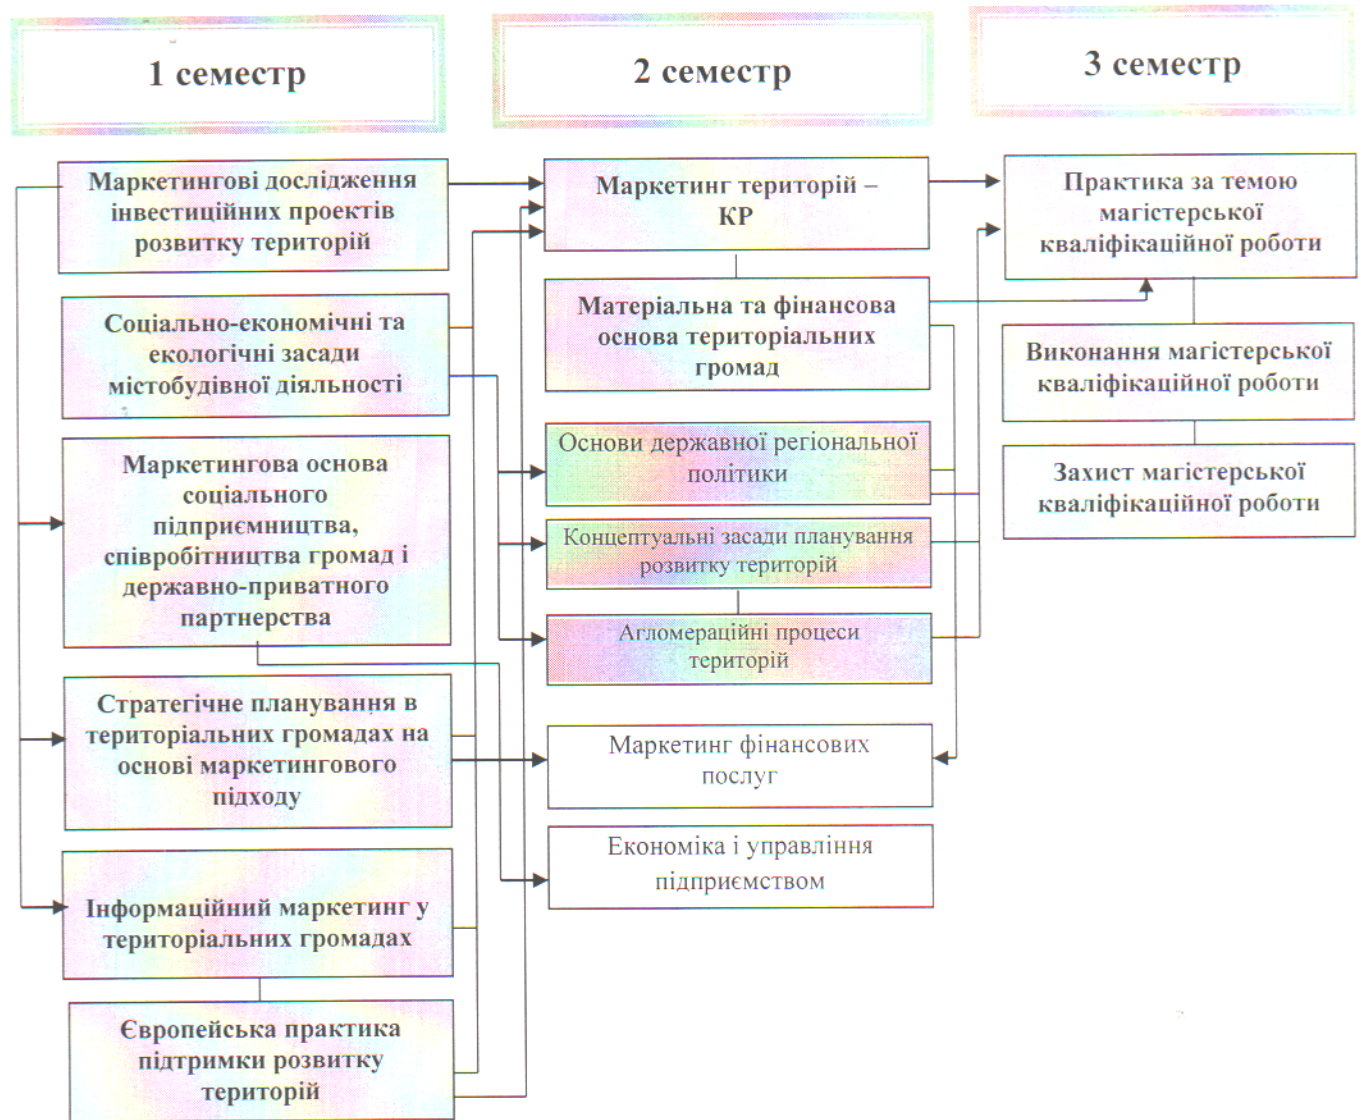 1 семестр
2 семестр
3 семестр
Маркетингові дослідження
інвестиційних проектів
розвитку територій
Соціально-економічні та
екологічні засади
містобудівної діяльності
Маркетингова основа
соціального
підприємництва,
співробітництва громад і
державно-приватного
партнерства
Стратегічне планування в
територіальних громадах на
основі маркетингового
підходу
Інформаційний маркетинг у
територіальних громадах
Європейська практика
підтримки розвитку
територій
Маркетинг територій –
КР
Матеріальна та фінансова
основа територіальних
громад
Основи державної регіональної
політики
Концептуальні засади планування
розвитку територій
Агломераційні процеси
територій
Маркетинг фінансових
послуг
Економіка і управління
підприємством
Практика за темою
магістерської
кваліфікаційної роботи
Виконання магістерської
кваліфікаційної роботи
Захист магістерської
кваліфікаційної роботи